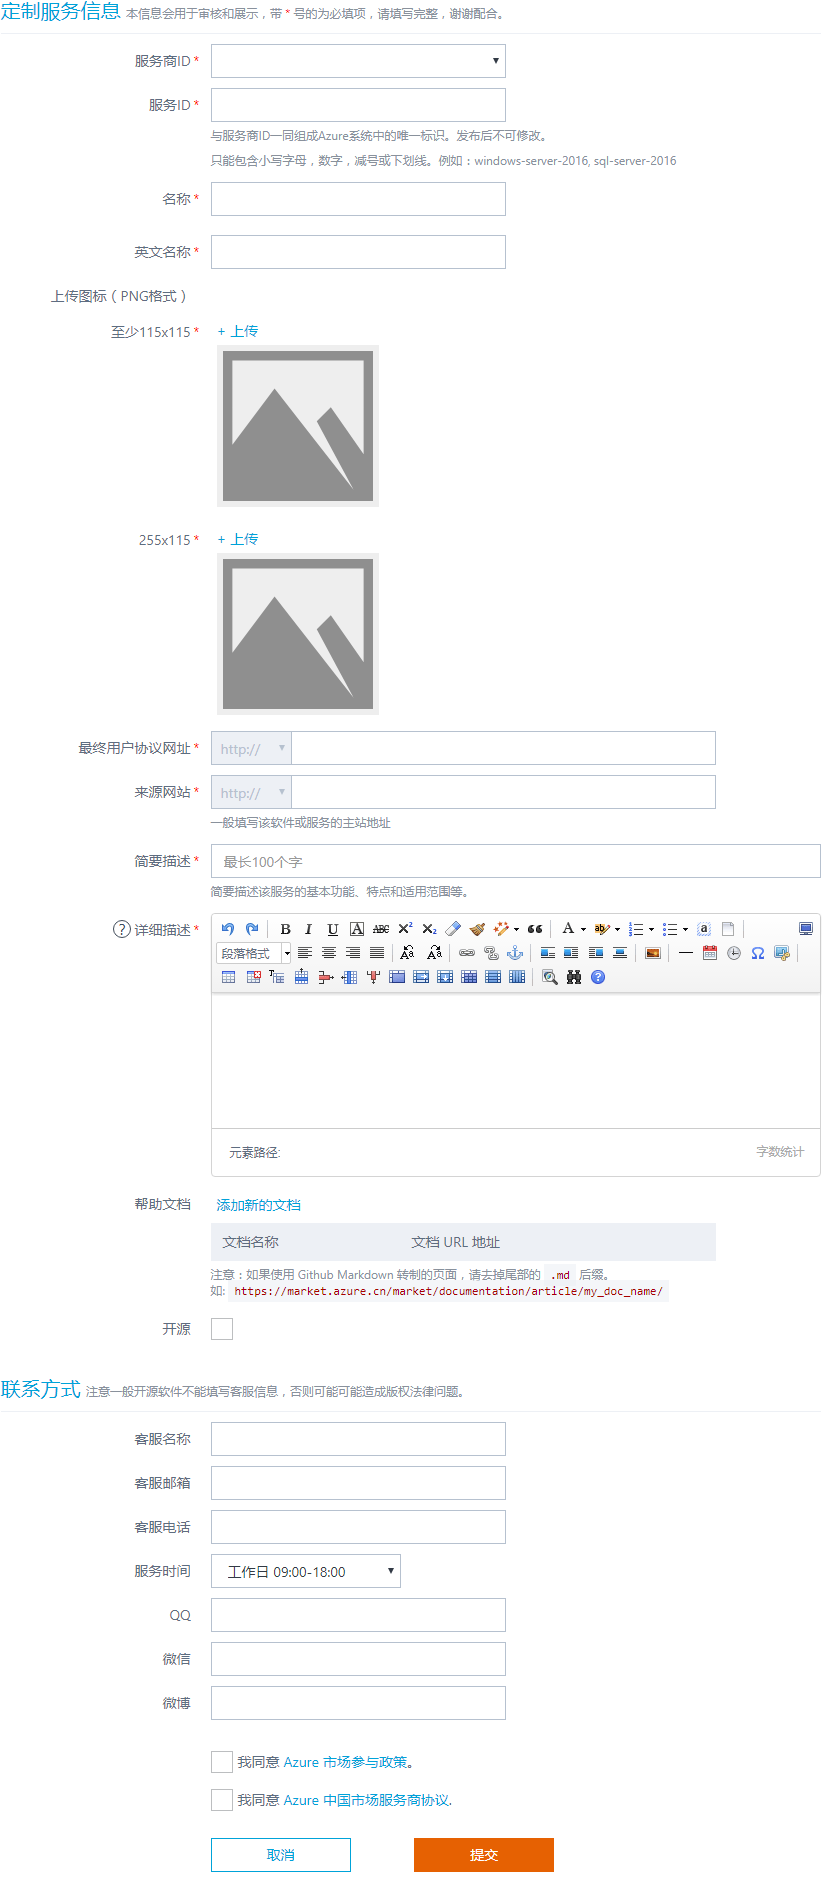 定制服务信息 本信息会用于审核和展示，带 * 号的为必填项，请填写完整，谢谢配合。
服务商ID *
服务ID *
与服务商ID一同组成Azure系统中的唯一标识。发布后不可修改。
只能包含小写字母，数字，减号或下划线。例如：windows-server-2016, sql-server-2016
名称 *
英文名称 *
上传图标（PNG格式）
至少115x115 * + 上传
255x115 * + 上传
最终用户协议网址 * http://
来源网站 * http://
一般填写该软件或服务的主站地址
简要描述 * 最长100个字
简要描述该服务的基本功能、特点和适用范围等。
? 详细描述 * B I U A ABC X² X₂ A ab a
段落格式
元素路径: 字数统计
帮助文档 添加新的文档
文档名称 文档 URL 地址
注意：如果使用 Github Markdown 转制的页面，请去掉尾部的 .md 后缀。
如: https://market.azure.cn/market/documentation/article/my_doc_name/
开源
联系方式 注意一般开源软件不能填写客服信息，否则可能可能造成版权法律问题。
客服名称
客服邮箱
客服电话
服务时间 工作日 09:00-18:00
QQ
微信
微博
我同意 Azure 市场参与政策。
我同意 Azure 中国市场服务商协议.
取消 提交